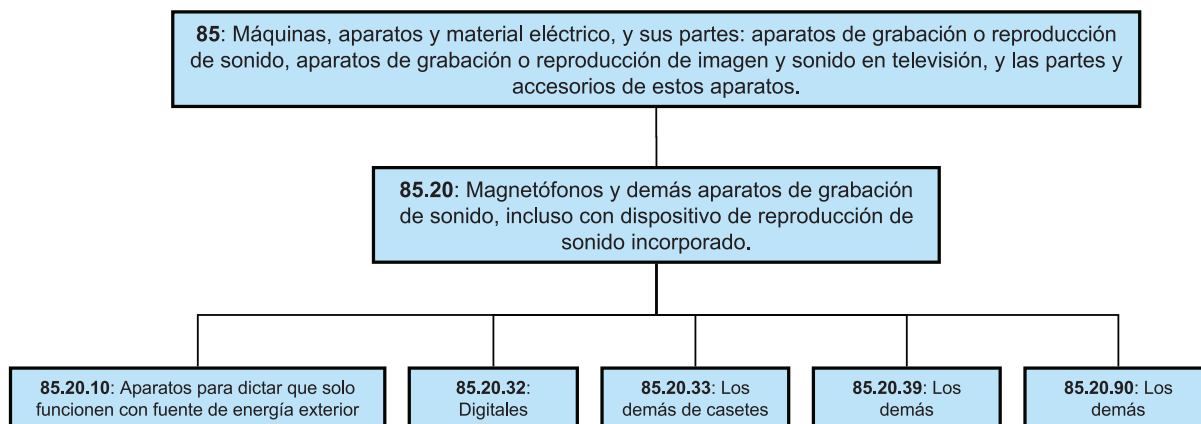 85: Máquinas, aparatos y material eléctrico, y sus partes: aparatos de grabación o reproducción
de sonido, aparatos de grabación o reproducción de imagen y sonido en televisión, y las partes y
accesorios de estos aparatos.
85.20: Magnetófonos y demás aparatos de grabación
de sonido, incluso con dispositivo de reproducción de
sonido incorporado.
85.20.10: Aparatos para dictar que solo
funcionen con fuente de energía exterior
85.20.32:
Digitales
85.20.33: Los
demás de casetes
85.20.39: Los
demás
85.20.90: Los
demás